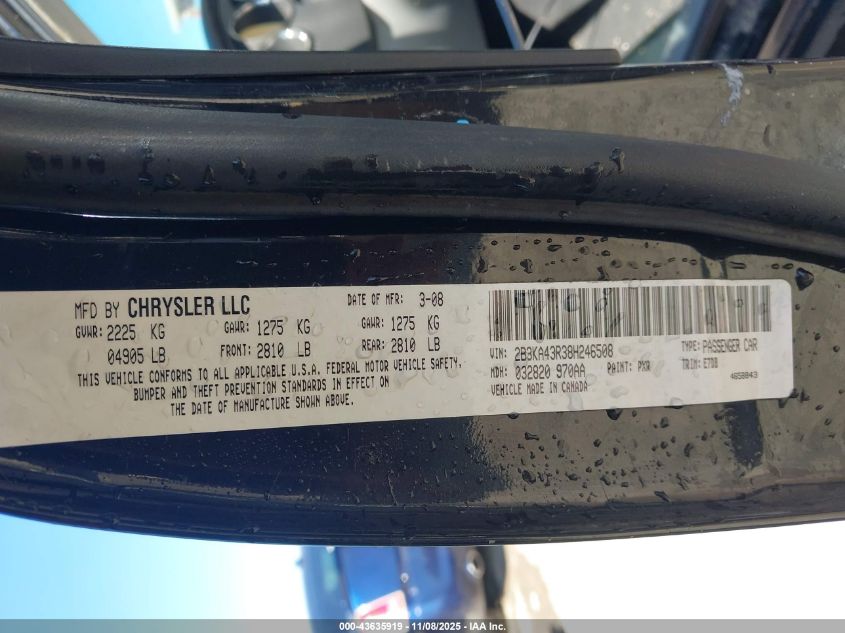 MFD BY CHRYSLER LLC DATE OF MFR: 3-08
GVWR: 2225 KG GAWR: 1275 KG GAWR: 1275 KG
04905 LB FRONT: 2810 LB REAR: 2810 LB
THIS VEHICLE CONFORMS TO ALL APPLICABLE U.S.A. FEDERAL MOTOR VEHICLE SAFETY,
BUMPER AND THEFT PREVENTION STANDARDS IN EFFECT ON
THE DATE OF MANUFACTURE SHOWN ABOVE.
VIN: 2B3KA43R38H246508 TYPE: PASSENGER CAR
MDH: 032820 970AA PAINT: PXR TRIM: E7DB
VEHICLE MADE IN CANADA 4658843
000-43635919 - 11/08/2025 - IAA Inc.